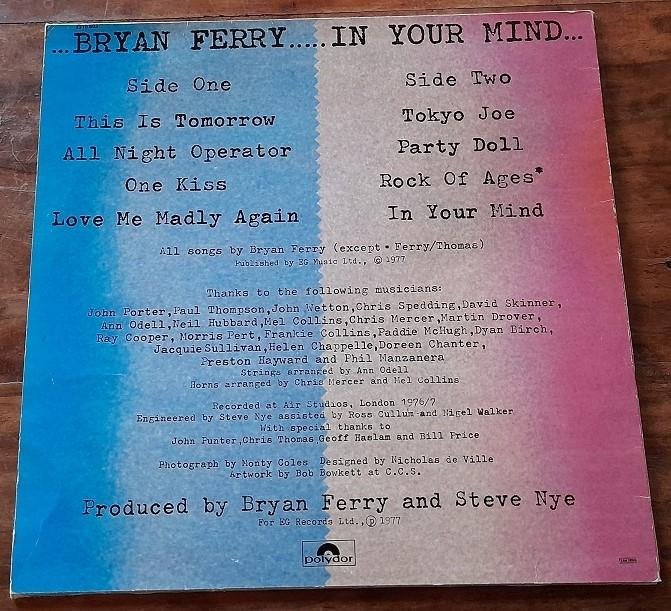 ...BRYAN FERRY.....IN YOUR MIND...
Side One
This Is Tomorrow
All Night Operator
One Kiss
Love Me Madly Again
Side Two
Tokyo Joe
Party Doll
Rock Of Ages*
In Your Mind
All songs by Bryan Ferry (except * Ferry/Thomas)
Published by EG Music Ltd., © 1977
Thanks to the following musicians:
John Porter, Paul Thompson, John Wetton, Chris Spedding, David Skinner,
Ann Odell, Neil Hubbard, Mel Collins, Chris Mercer, Martin Drover,
Ray Cooper, Morris Pert, Frankie Collins, Paddie McHugh, Dyan Birch,
Jacquie Sullivan, Helen Chappelle, Doreen Chanter,
Preston Hayward and Phil Manzanera
Strings arranged by Ann Odell
Horns arranged by Chris Mercer and Mel Collins
Recorded at Air Studios, London 1976/7
Engineered by Steve Nye assisted by Ross Cullum and Nigel Walker
With special thanks to
John Punter, Chris Thomas, Geoff Haslam and Bill Price
Photograph by Monty Coles Designed by Nicholas de Ville
Artwork by Bob Bowkett at C.C.S.
Produced by Bryan Ferry and Steve Nye
For EG Records Ltd., ℗ 1977
polydor